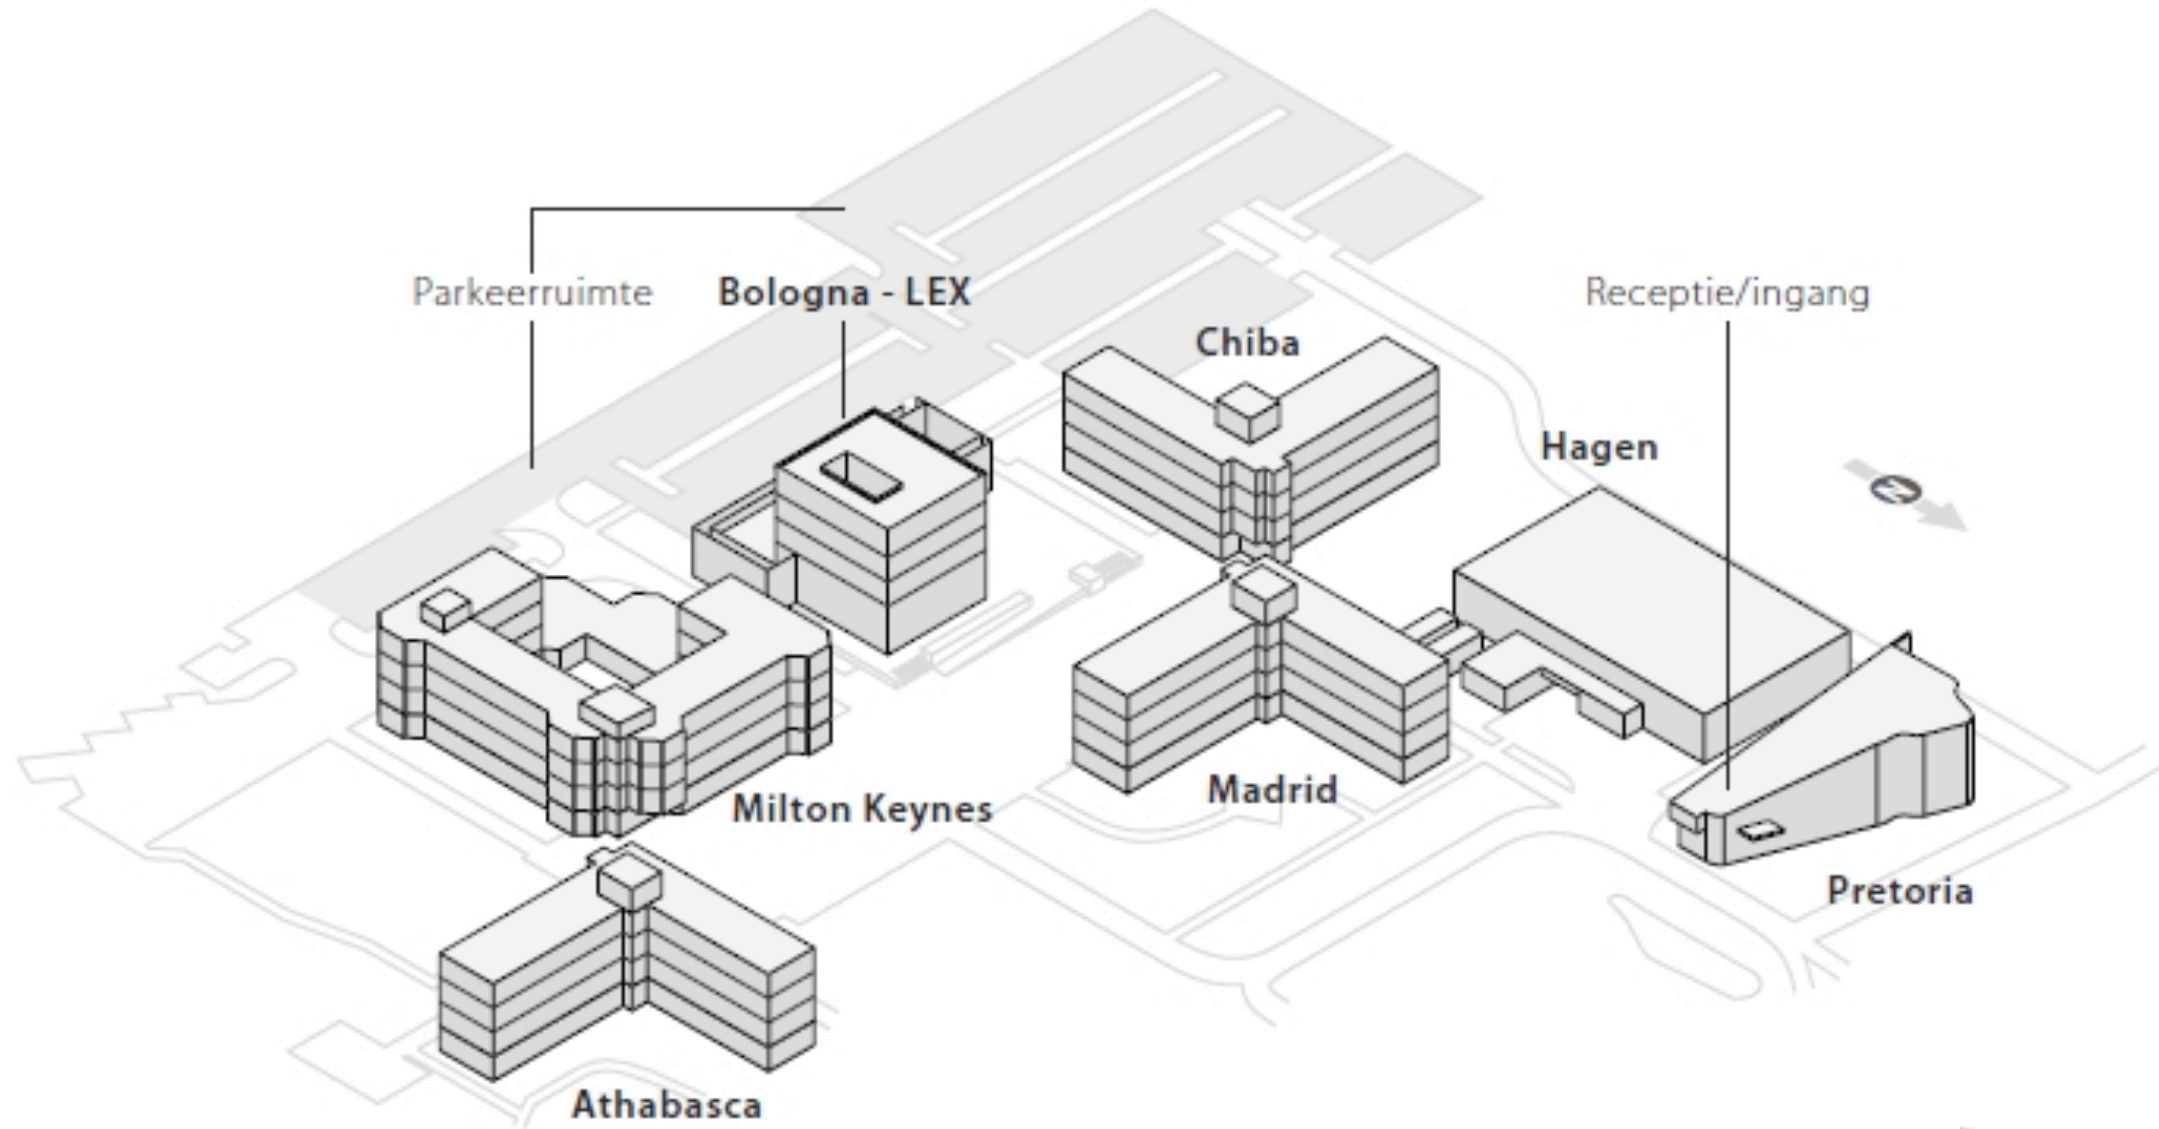 Parkeerruimte
Bologna - LEX
Receptie/ingang
Chiba
Hagen
N
Madrid
Milton Keynes
Pretoria
Athabasca